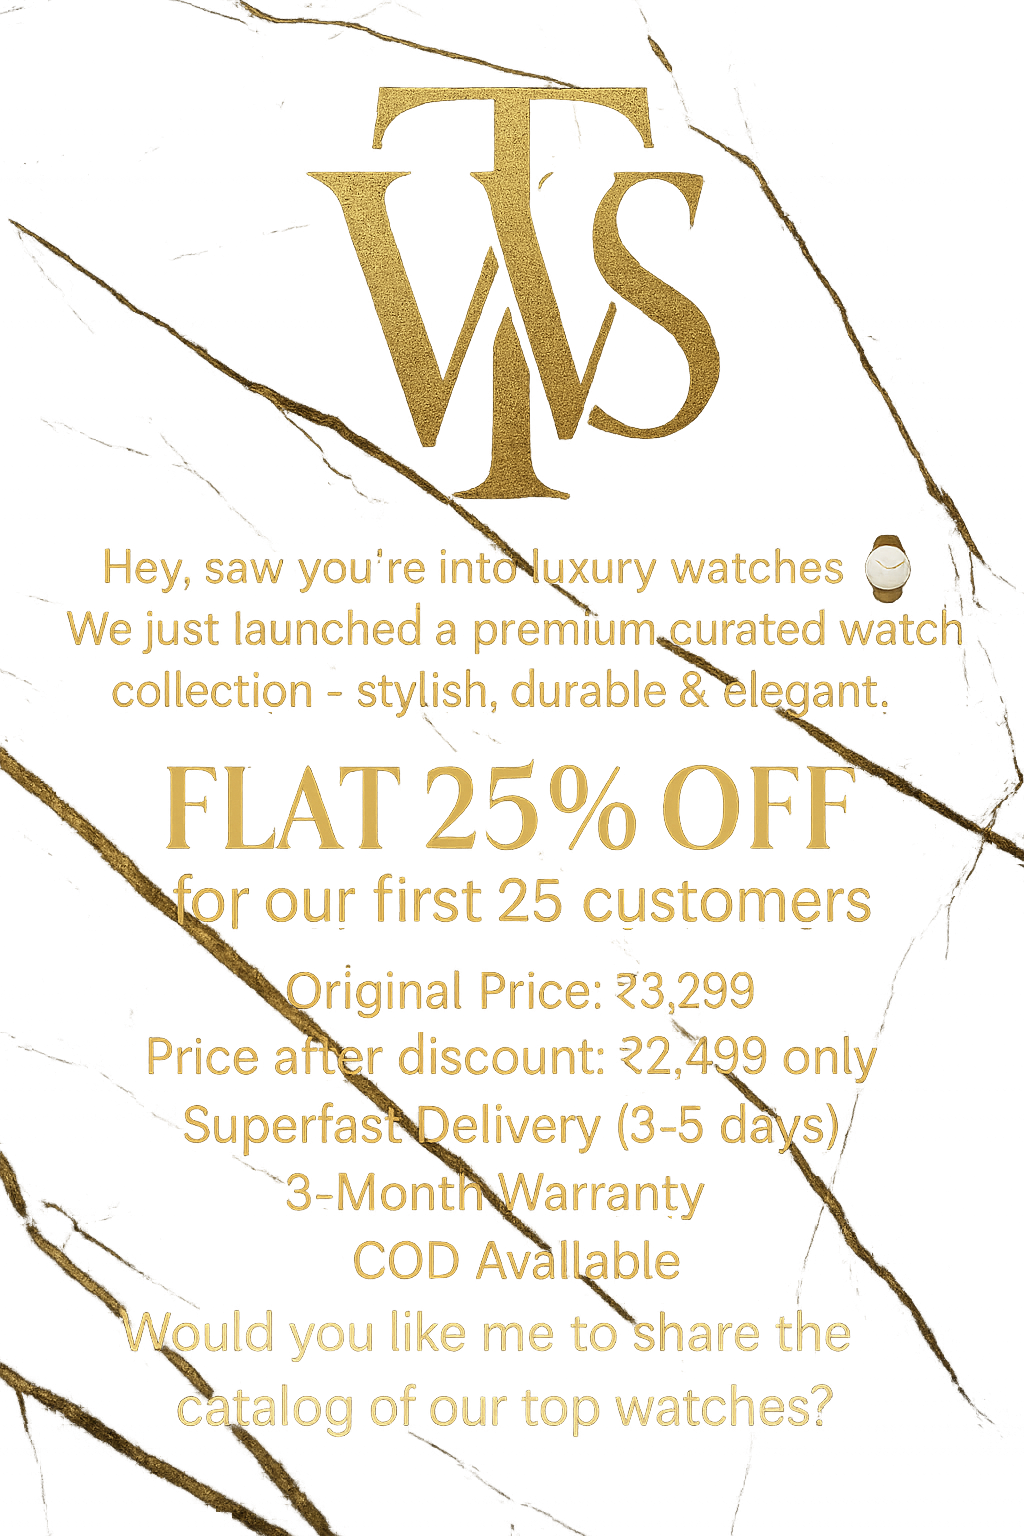 TWS
Hey, saw you're into luxury watches
We just launched a premium curated watch
collection - stylish, durable & elegant.
FLAT 25% OFF
for our first 25 customers
Original Price: ₹3,299
Price after discount: ₹2,499 only
Superfast Delivery (3-5 days)
3-Month Warranty
COD Available
Would you like me to share the
catalog of our top watches?